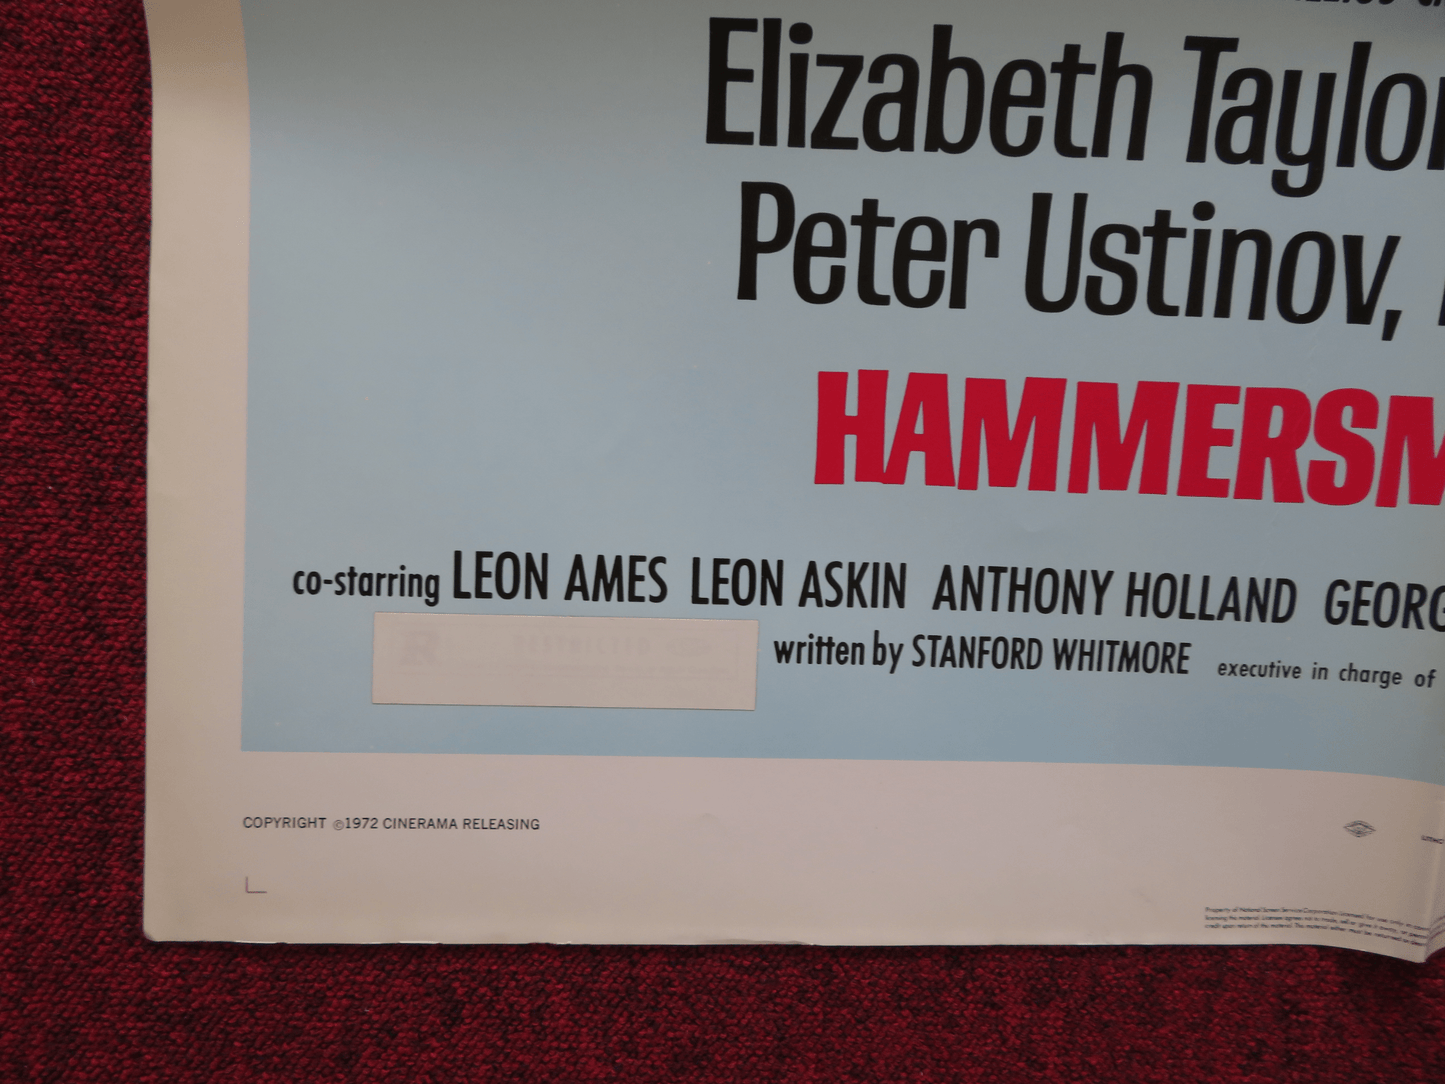 Elizabeth Taylor
Peter Ustinov,
HAMMERSM
co-starring LEON AMES LEON ASKIN ANTHONY HOLLAND GEORG
written by STANFORD WHITMORE executive in charge of
COPYRIGHT ©1972 CINERAMA RELEASING